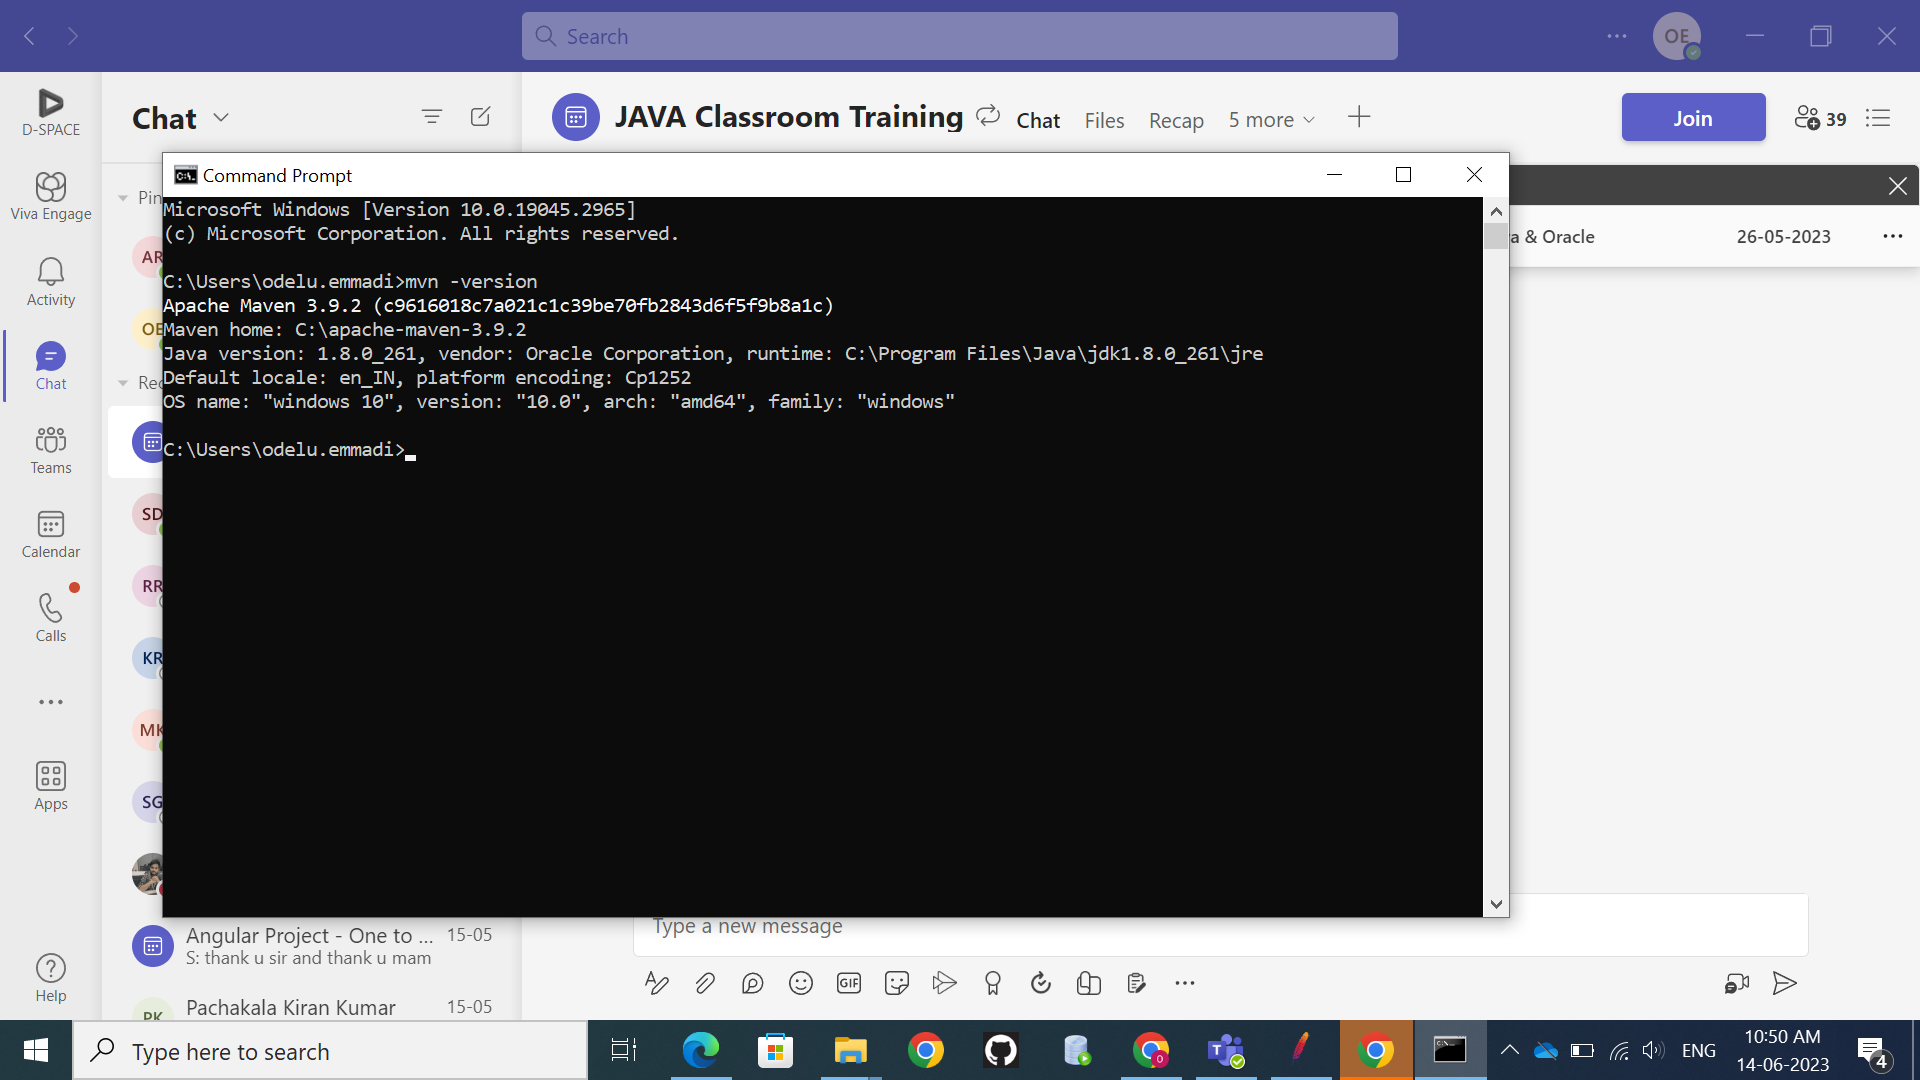 Search
OE
D-SPACE
Viva Engage
Activity
Chat
Teams
Calendar
Calls
Apps
Help
Chat
Pin
AR
OE
Rec
SD
RR
KR
MK
SG
Angular Project - One to ... 15-05
S: thank u sir and thank u mam
PK Pachakala Kiran Kumar 15-05
JAVA Classroom Training Chat Files Recap 5 more Join 39
a & Oracle 26-05-2023
Command Prompt
Microsoft Windows [Version 10.0.19045.2965]
(c) Microsoft Corporation. All rights reserved.
C:\Users\odelu.emmadi>mvn -version
Apache Maven 3.9.2 (c9616018c7a021c1c39be70fb2843d6f5f9b8a1c)
Maven home: C:\apache-maven-3.9.2
Java version: 1.8.0_261, vendor: Oracle Corporation, runtime: C:\Program Files\Java\jdk1.8.0_261\jre
Default locale: en_IN, platform encoding: Cp1252
OS name: "windows 10", version: "10.0", arch: "amd64", family: "windows"
C:\Users\odelu.emmadi>
Type a new message
GIF
Type here to search
ENG
10:50 AM
14-06-2023
4